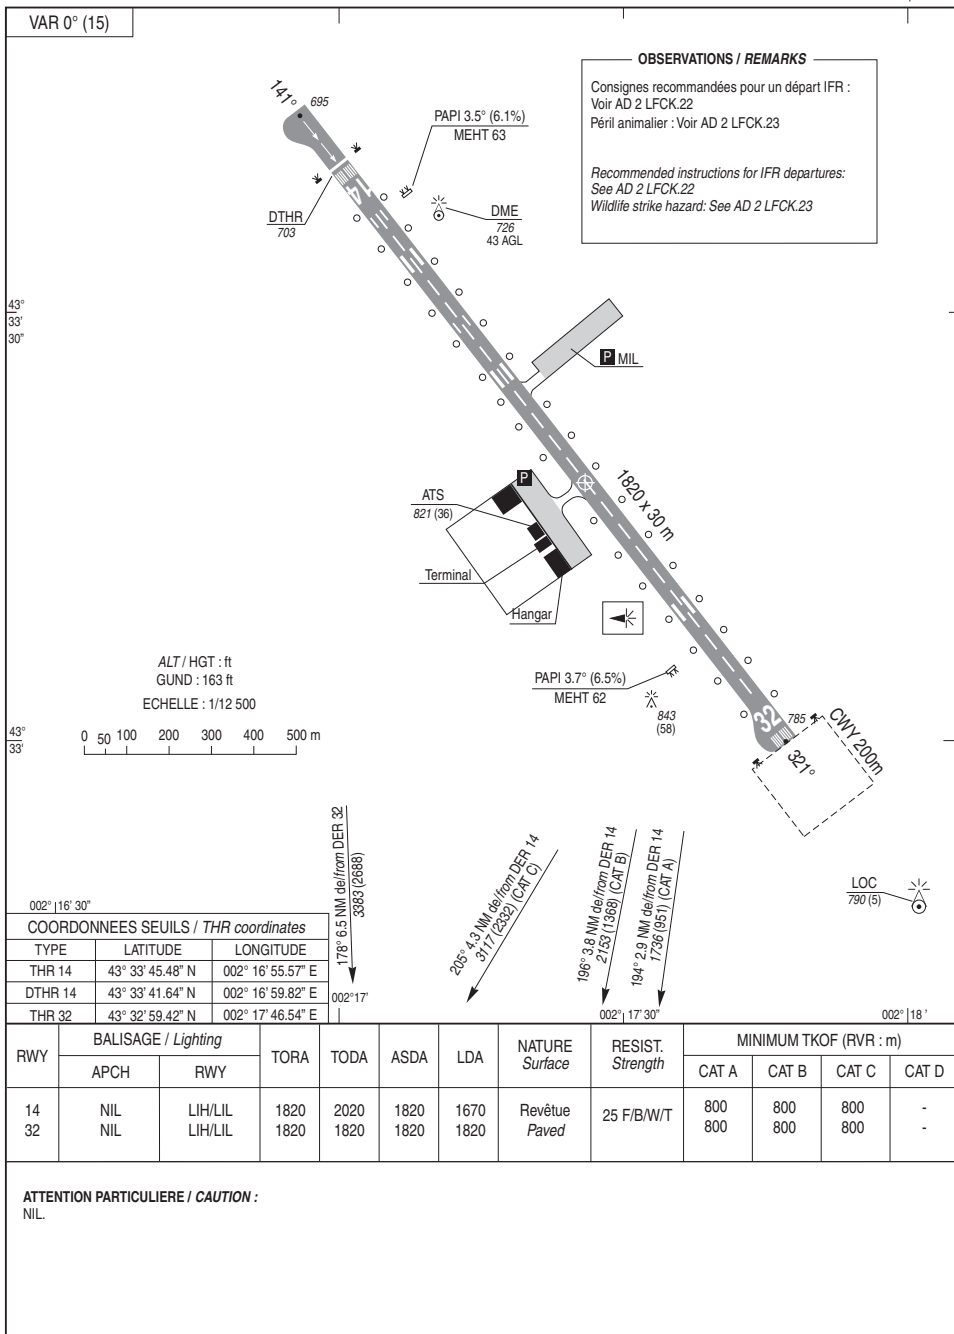 VAR 0° (15)
OBSERVATIONS / REMARKS
Consignes recommandées pour un départ IFR :
Voir AD 2 LFCK.22
Péril animalier : Voir AD 2 LFCK.23
Recommended instructions for IFR departures:
See AD 2 LFCK.22
Wildlife strike hazard: See AD 2 LFCK.23
141°
695
PAPI 3.5° (6.1%)
MEHT 63
14
DTHR
703
DME
726
43 AGL
43°
33'
30"
P MIL
P
1820 x 30 m
ATS
821 (36)
Terminal
Hangar
ALT / HGT : ft
GUND : 163 ft
ECHELLE : 1/12 500
0 50 100 200 300 400 500 m
PAPI 3.7° (6.5%)
MEHT 62
843
(58)
32
785
321°
CWY 200m
43°
33'
178° 6.5 NM de/from DER 32
3383 (2688)
205° 4.3 NM de/from DER 14
3117 (2332) (CAT C)
196° 3.8 NM de/from DER 14
2153 (1368) (CAT B)
194° 2.9 NM de/from DER 14
1736 (951) (CAT A)
LOC
790 (5)
002° 16' 30"
002°17'
002° 17' 30"
002° 18 '
COORDONNEES SEUILS / THR coordinates
TYPE LATITUDE LONGITUDE
THR 14 43° 33' 45.48" N 002° 16' 55.57" E
DTHR 14 43° 33' 41.64" N 002° 16' 59.82" E
THR 32 43° 32' 59.42" N 002° 17' 46.54" E
RWY BALISAGE / Lighting TORA TODA ASDA LDA NATURE Surface RESIST. Strength MINIMUM TKOF (RVR : m)
APCH RWY CAT A CAT B CAT C CAT D
14 NIL LIH/LIL 1820 2020 1820 1670 Revêtue 25 F/B/W/T 800 800 800 -
32 NIL LIH/LIL 1820 1820 1820 1820 Paved 800 800 800 -
ATTENTION PARTICULIERE / CAUTION :
NIL.